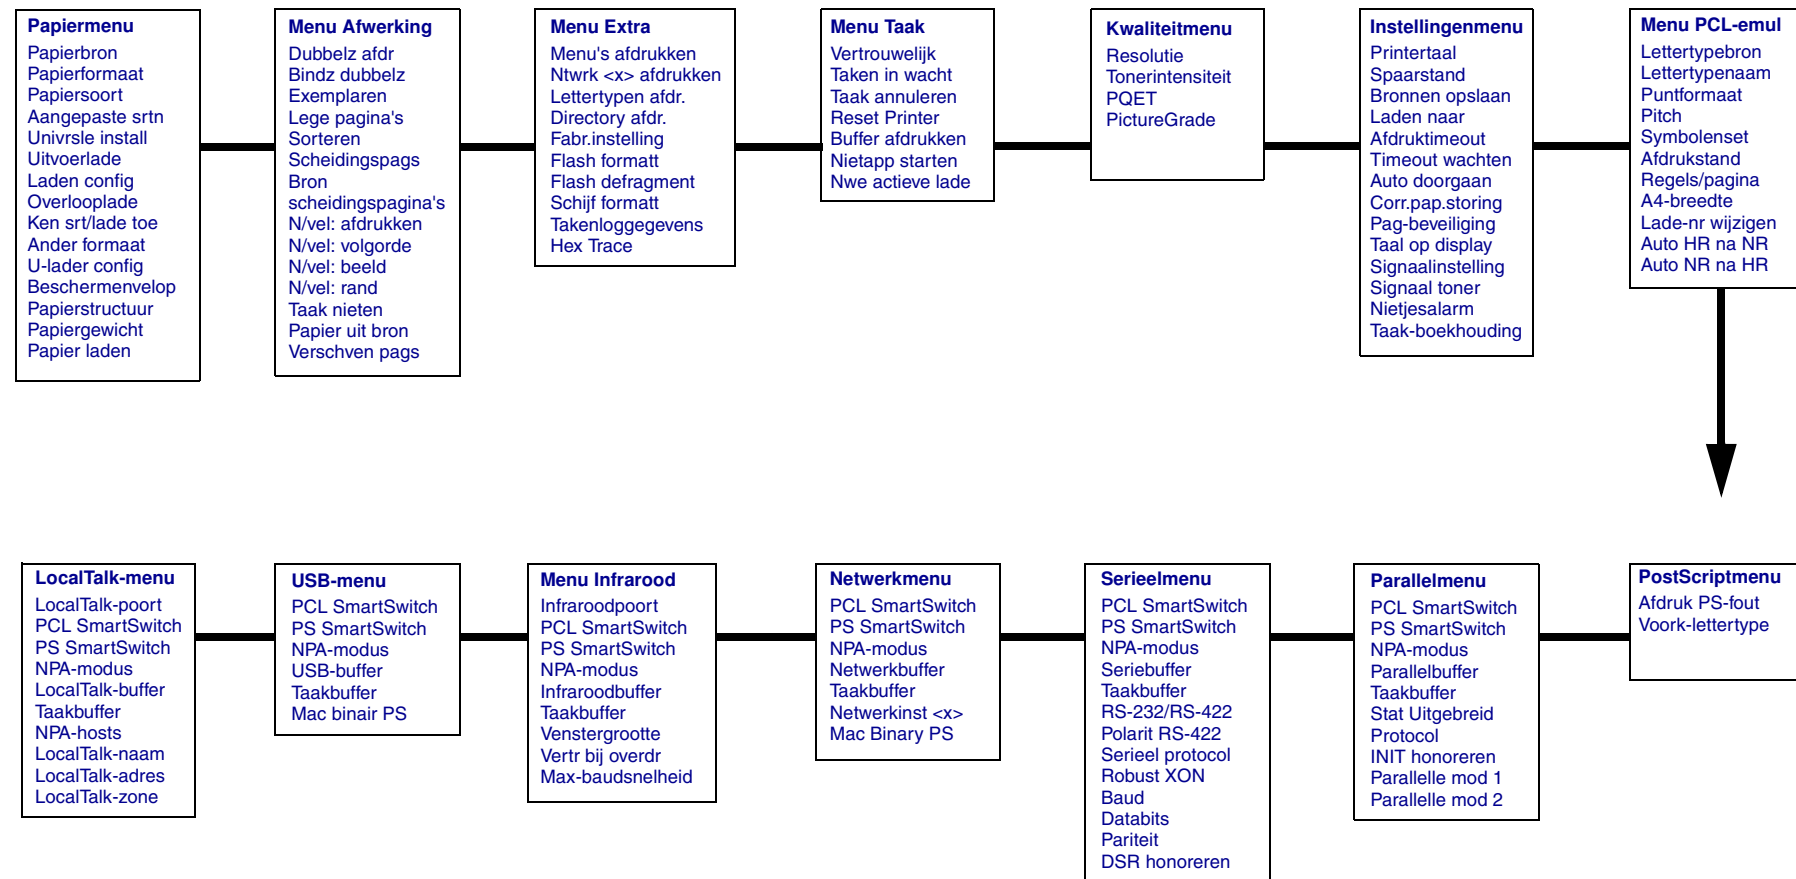 Papiermenu
Papierbron
Papierformaat
Papiersoort
Aangepaste srtn
Univrsle install
Uitvoerlade
Laden config
Overlooplade
Ken srt/lade toe
Ander formaat
U-lader config
Beschermenvelop
Papierstructuur
Papiergewicht
Papier laden
Menu Afwerking
Dubbelz afdr
Bindz dubbelz
Exemplaren
Lege pagina's
Sorteren
Scheidingspags
Bron
scheidingspagina's
N/vel: afdrukken
N/vel: volgorde
N/vel: beeld
N/vel: rand
Taak nieten
Papier uit bron
Verschven pags
Menu Extra
Menu's afdrukken
Ntwrk <x> afdrukken
Lettertypen afdr.
Directory afdr.
Fabr.instelling
Flash formatt
Flash defragment
Schijf formatt
Takenloggegevens
Hex Trace
Menu Taak
Vertrouwelijk
Taken in wacht
Taak annuleren
Reset Printer
Buffer afdrukken
Nietapp starten
Nwe actieve lade
Kwaliteitmenu
Resolutie
Tonerintensiteit
PQET
PictureGrade
Instellingenmenu
Printertaal
Spaarstand
Bronnen opslaan
Laden naar
Afdruktimeout
Timeout wachten
Auto doorgaan
Corr.pap.storing
Pag-beveiliging
Taal op display
Signaalinstelling
Signaal toner
Nietjesalarm
Taak-boekhouding
Menu PCL-emul
Lettertypebron
Lettertypenaam
Puntformaat
Pitch
Symbolenset
Afdrukstand
Regels/pagina
A4-breedte
Lade-nr wijzigen
Auto HR na NR
Auto NR na HR
LocalTalk-menu
LocalTalk-poort
PCL SmartSwitch
PS SmartSwitch
NPA-modus
LocalTalk-buffer
Taakbuffer
NPA-hosts
LocalTalk-naam
LocalTalk-adres
LocalTalk-zone
USB-menu
PCL SmartSwitch
PS SmartSwitch
NPA-modus
USB-buffer
Taakbuffer
Mac binair PS
Menu Infrarood
Infraroodpoort
PCL SmartSwitch
PS SmartSwitch
NPA-modus
Infraroodbuffer
Taakbuffer
Venstergrootte
Vertr bij overdr
Max-baudsnelheid
Netwerkmenu
PCL SmartSwitch
PS SmartSwitch
NPA-modus
Netwerkbuffer
Taakbuffer
Netwerkinst <x>
Mac Binary PS
Serieelmenu
PCL SmartSwitch
PS SmartSwitch
NPA-modus
Seriebuffer
Taakbuffer
RS-232/RS-422
Polarit RS-422
Serieel protocol
Robust XON
Baud
Databits
Pariteit
DSR honoreren
Parallelmenu
PCL SmartSwitch
PS SmartSwitch
NPA-modus
Parallelbuffer
Taakbuffer
Stat Uitgebreid
Protocol
INIT honoreren
Parallelle mod 1
Parallelle mod 2
PostScriptmenu
Afdruk PS-fout
Voork-lettertype